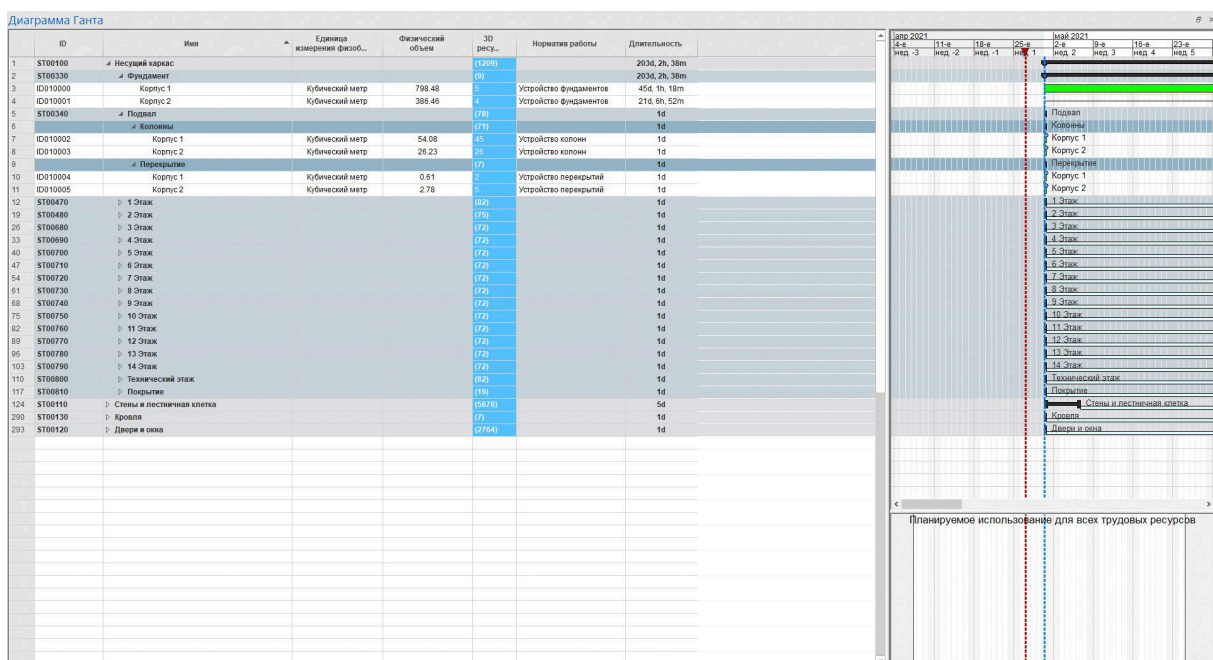 Диаграмма Ганта
ID Имя Единица измерения физоб... Физический объем 3D ресу... Норматив работы Длительность
1 ST00100 Несущий каркас (1209) 203d, 2h, 38m
2 ST00330 Фундамент (9) 203d, 2h, 38m
3 ID010000 Корпус 1 Кубический метр 798.48 5 Устройство фундаментов 45d, 1h, 18m
4 ID010001 Корпус 2 Кубический метр 386.46 4 Устройство фундаментов 21d, 6h, 52m
5 ST00340 Подвал (78) 1d
6 Колонны (71) 1d
7 ID010002 Корпус 1 Кубический метр 54.08 45 Устройство колонн 1d
8 ID010003 Корпус 2 Кубический метр 26.23 26 Устройство колонн 1d
9 Перекрытие (7) 1d
10 ID010004 Корпус 1 Кубический метр 0.61 2 Устройство перекрытий 1d
11 ID010005 Корпус 2 Кубический метр 2.78 5 Устройство перекрытий 1d
12 ST00470 1 Этаж (82) 1d
19 ST00480 2 Этаж (75) 1d
26 ST00680 3 Этаж (72) 1d
33 ST00690 4 Этаж (72) 1d
40 ST00700 5 Этаж (72) 1d
47 ST00710 6 Этаж (72) 1d
54 ST00720 7 Этаж (72) 1d
61 ST00730 8 Этаж (72) 1d
68 ST00740 9 Этаж (72) 1d
75 ST00750 10 Этаж (72) 1d
82 ST00760 11 Этаж (72) 1d
89 ST00770 12 Этаж (72) 1d
96 ST00780 13 Этаж (72) 1d
103 ST00790 14 Этаж (72) 1d
110 ST00800 Технический этаж (82) 1d
117 ST00810 Покрытие (19) 1d
124 ST00110 Стены и лестничная клетка (5676) 5d
290 ST00130 Кровля (7) 1d
293 ST00120 Двери и окна (2764) 1d
апр 2021 май 2021
4-е 11-е 18-е 25-е 2-е 9-е 16-е 23-е
нед. -3 нед. -2 нед. -1 нед. 1 нед. 2 нед. 3 нед. 4 нед. 5
Подвал
Колонны
Корпус 1
Корпус 2
Перекрытие
Корпус 1
Корпус 2
1 Этаж
2 Этаж
3 Этаж
4 Этаж
5 Этаж
6 Этаж
7 Этаж
8 Этаж
9 Этаж
10 Этаж
11 Этаж
12 Этаж
13 Этаж
14 Этаж
Технический этаж
Покрытие
Стены и лестничная клетка
Кровля
Двери и окна
Планируемое использование для всех трудовых ресурсов